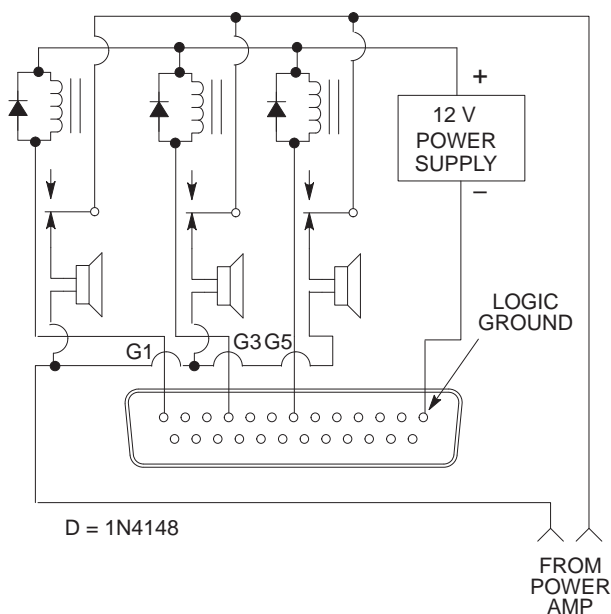 +
12 V
POWER
SUPPLY
−
LOGIC
GROUND
G1
G3 G5
D = 1N4148
FROM
POWER
AMP